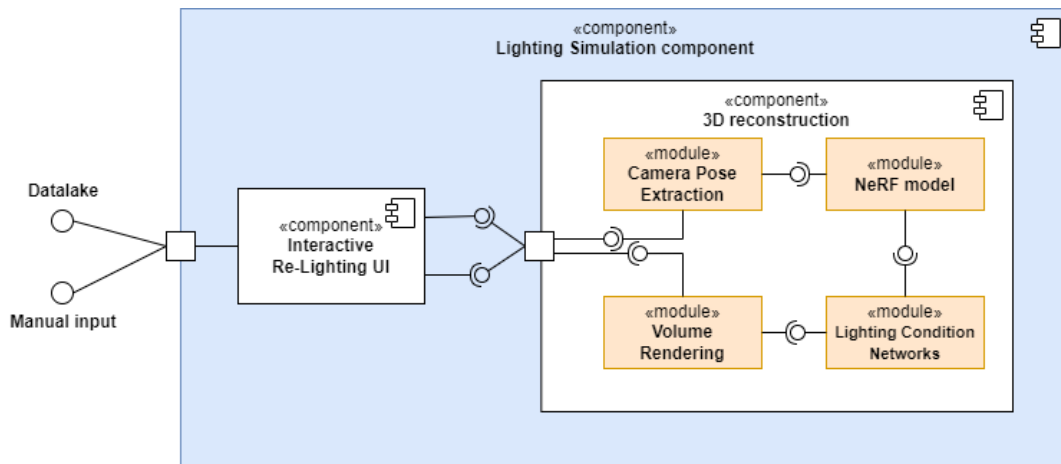 «component»
Lighting Simulation component
«component»
3D reconstruction
«module»
Camera Pose
Extraction
«module»
NeRF model
Datalake
«component»
Interactive
Re-Lighting UI
Manual input
«module»
Volume
Rendering
«module»
Lighting Condition
Networks